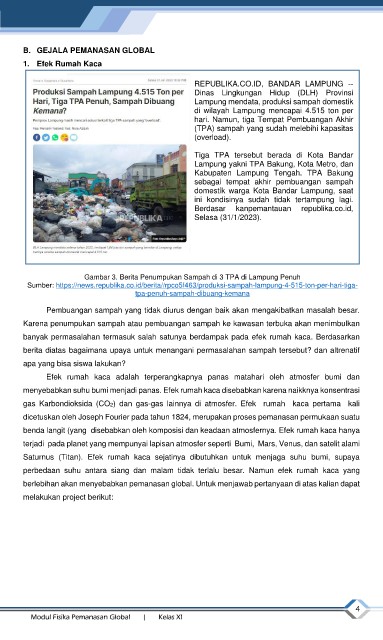 B. GEJALA PEMANASAN GLOBAL
1. Efek Rumah Kaca
Produksi Sampah Lampung 4.515 Ton per
Hari, Tiga TPA Penuh, Sampah Dibuang
Kemana?
REPUBLIKA
REPUBLIKA.CO.ID, BANDAR LAMPUNG --
Dinas Lingkungan Hidup (DLH) Provinsi
Lampung mendata, produksi sampah domestik
di wilayah Lampung mencapai 4.515 ton per
hari. Namun, tiga Tempat Pembuangan Akhir
(TPA) sampah yang sudah melebihi kapasitas
(overload).
Tiga TPA tersebut berada di Kota Bandar
Lampung yakni TPA Bakung, Kota Metro, dan
Kabupaten Lampung Tengah. TPA Bakung
sebagai tempat akhir pembuangan sampah
domestik warga Kota Bandar Lampung, saat
ini kondisinya sudah tidak tertampung lagi.
Berdasar kanpemantauan republika.co.id,
Selasa (31/1/2023).
Gambar 3. Berita Penumpukan Sampah di 3 TPA di Lampung Penuh
Sumber: https://news.republika.co.id/berita//rpco5l463/produksi-sampah-lampung-4-515-ton-per-hari-tiga-
tpa-penuh-sampah-dibuang-kemana
Pembuangan sampah yang tidak diurus dengan baik akan mengakibatkan masalah besar.
Karena penumpukan sampah atau pembuangan sampah ke kawasan terbuka akan menimbulkan
banyak permasalahan termasuk salah satunya berdampak pada efek rumah kaca. Berdasarkan
berita diatas bagaimana upaya untuk menangani permasalahan sampah tersebut? dan altrenatif
apa yang bisa siswa lakukan?
Efek rumah kaca adalah terperangkapnya panas matahari oleh atmosfer bumi dan
menyebabkan suhu bumi menjadi panas. Efek rumah kaca disebabkan karena naiknya konsentrasi
gas Karbondioksida (CO₂) dan gas-gas lainnya di atmosfer. Efek rumah kaca pertama kali
dicetuskan oleh Joseph Fourier pada tahun 1824, merupakan proses pemanasan permukaan suatu
benda langit (yang disebabkan oleh komposisi dan keadaan atmosfernya. Efek rumah kaca hanya
terjadi pada planet yang mempunyai lapisan atmosfer seperti Bumi, Mars, Venus, dan satelit alami
Saturnus (Titan). Efek rumah kaca sejatinya dibutuhkan untuk menjaga suhu bumi, supaya
perbedaan suhu antara siang dan malam tidak terlalu besar. Namun efek rumah kaca yang
berlebihan akan menyebabkan pemanasan global. Untuk menjawab pertanyaan di atas kalian dapat
melakukan project berikut:
4
Modul Fisika Pemanasan Global | Kelas XI